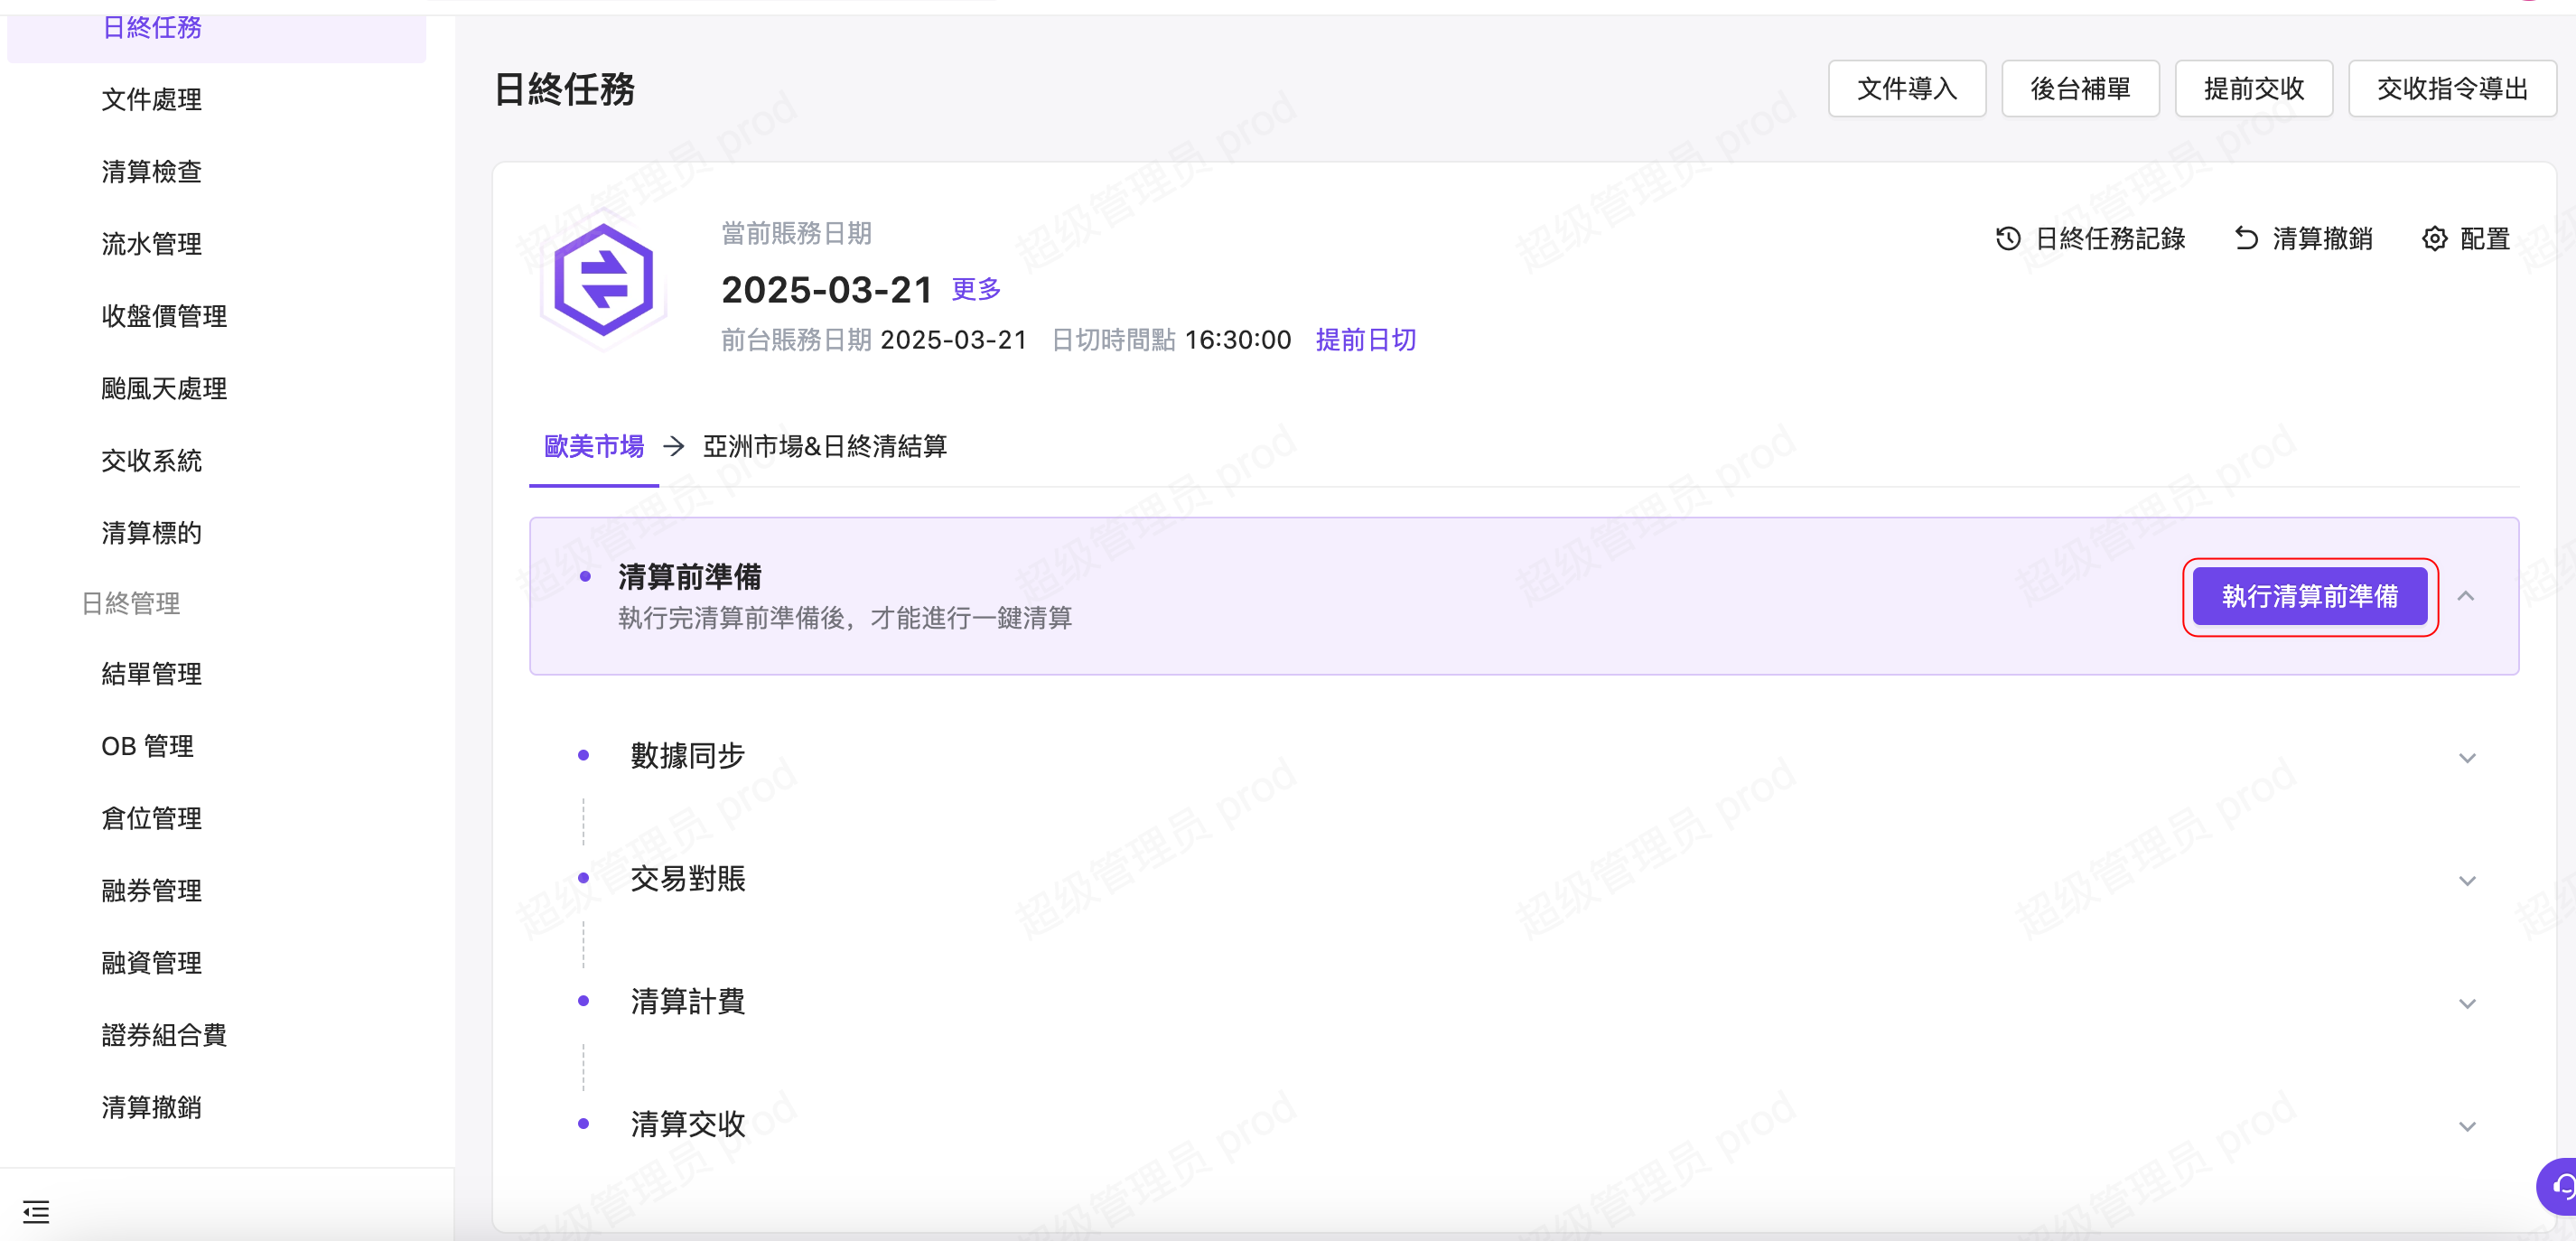 日終任務
文件處理
清算檢查
流水管理
收盤價管理
颱風天處理
交收系統
清算標的
日終管理
結單管理
OB 管理
倉位管理
融券管理
融資管理
證券組合費
清算撤銷
日終任務
文件導入
後台補單
提前交收
交收指令導出
當前賬務日期
2025-03-21 更多
前台賬務日期 2025-03-21 日切時間點 16:30:00 提前日切
日終任務記錄
清算撤銷
配置
歐美市場 → 亞洲市場&日終清結算
清算前準備
執行完清算前準備後，才能進行一鍵清算
執行清算前準備
數據同步
交易對賬
清算計費
清算交收
超级管理员 prod